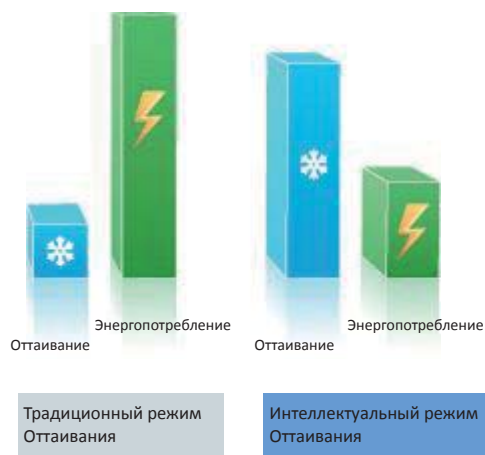 Энергопотребление
Оттаивание
Энергопотребление
Оттаивание
Традиционный режим
Оттаивания
Интеллектуальный режим
Оттаивания